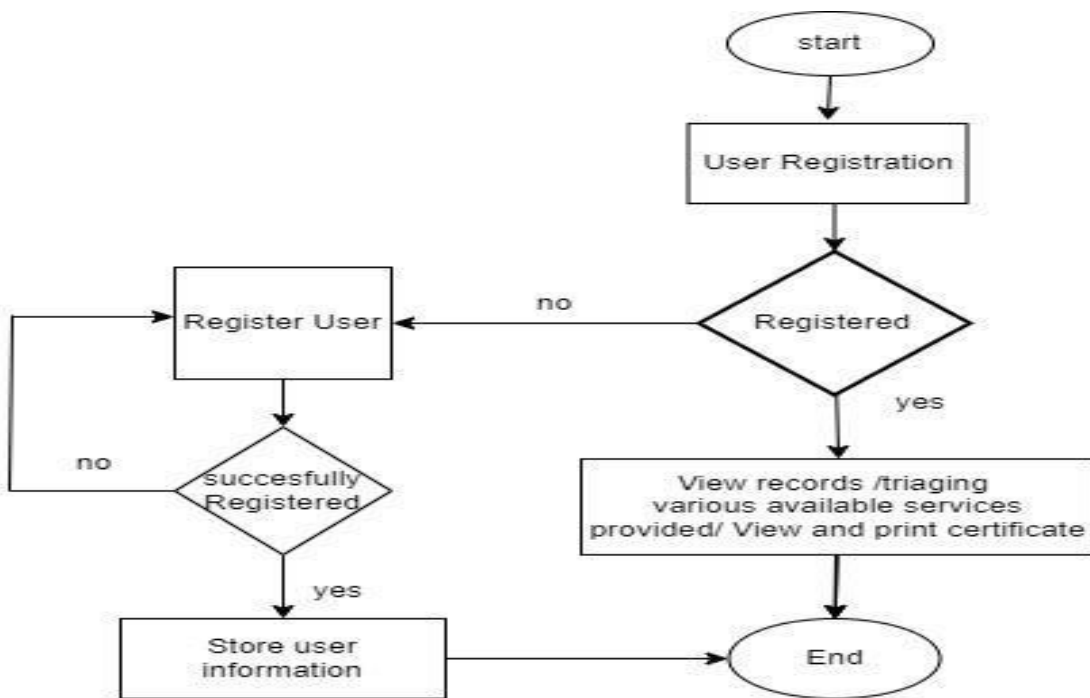 start
User Registration
Registered
no
Register User
yes
no
succesfully
Registered
View records /triaging
various available services
provided/ View and print certificate
yes
Store user
information
End